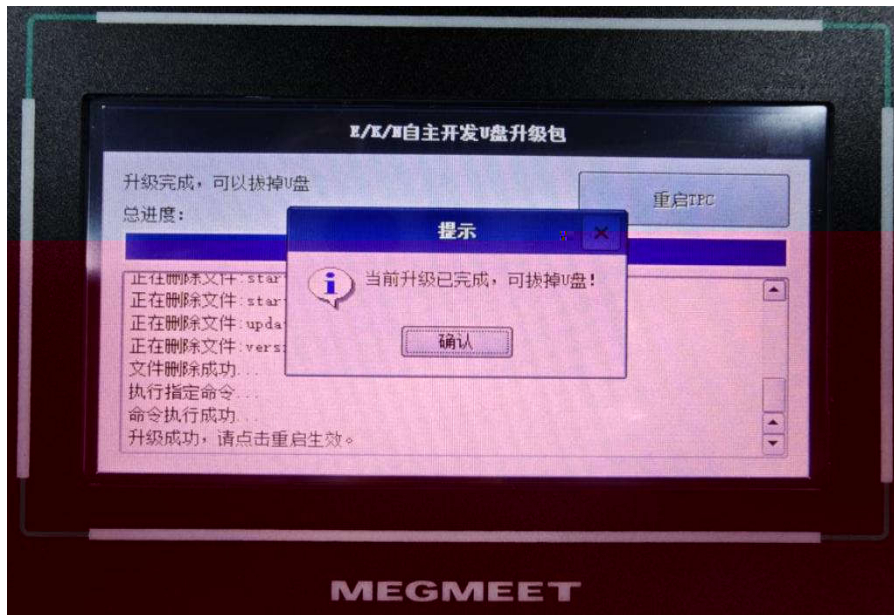 E/K/N自主开发U盘升级包
升级完成，可以拔掉U盘
重启TPC
总进度：
提示
当前升级已完成，可拔掉U盘！
确认
正在删除文件:star
正在删除文件:star
正在删除文件:upda
正在删除文件:vers
文件删除成功...
执行指定命令...
命令执行成功...
升级成功，请点击重启生效。
MEGMEET